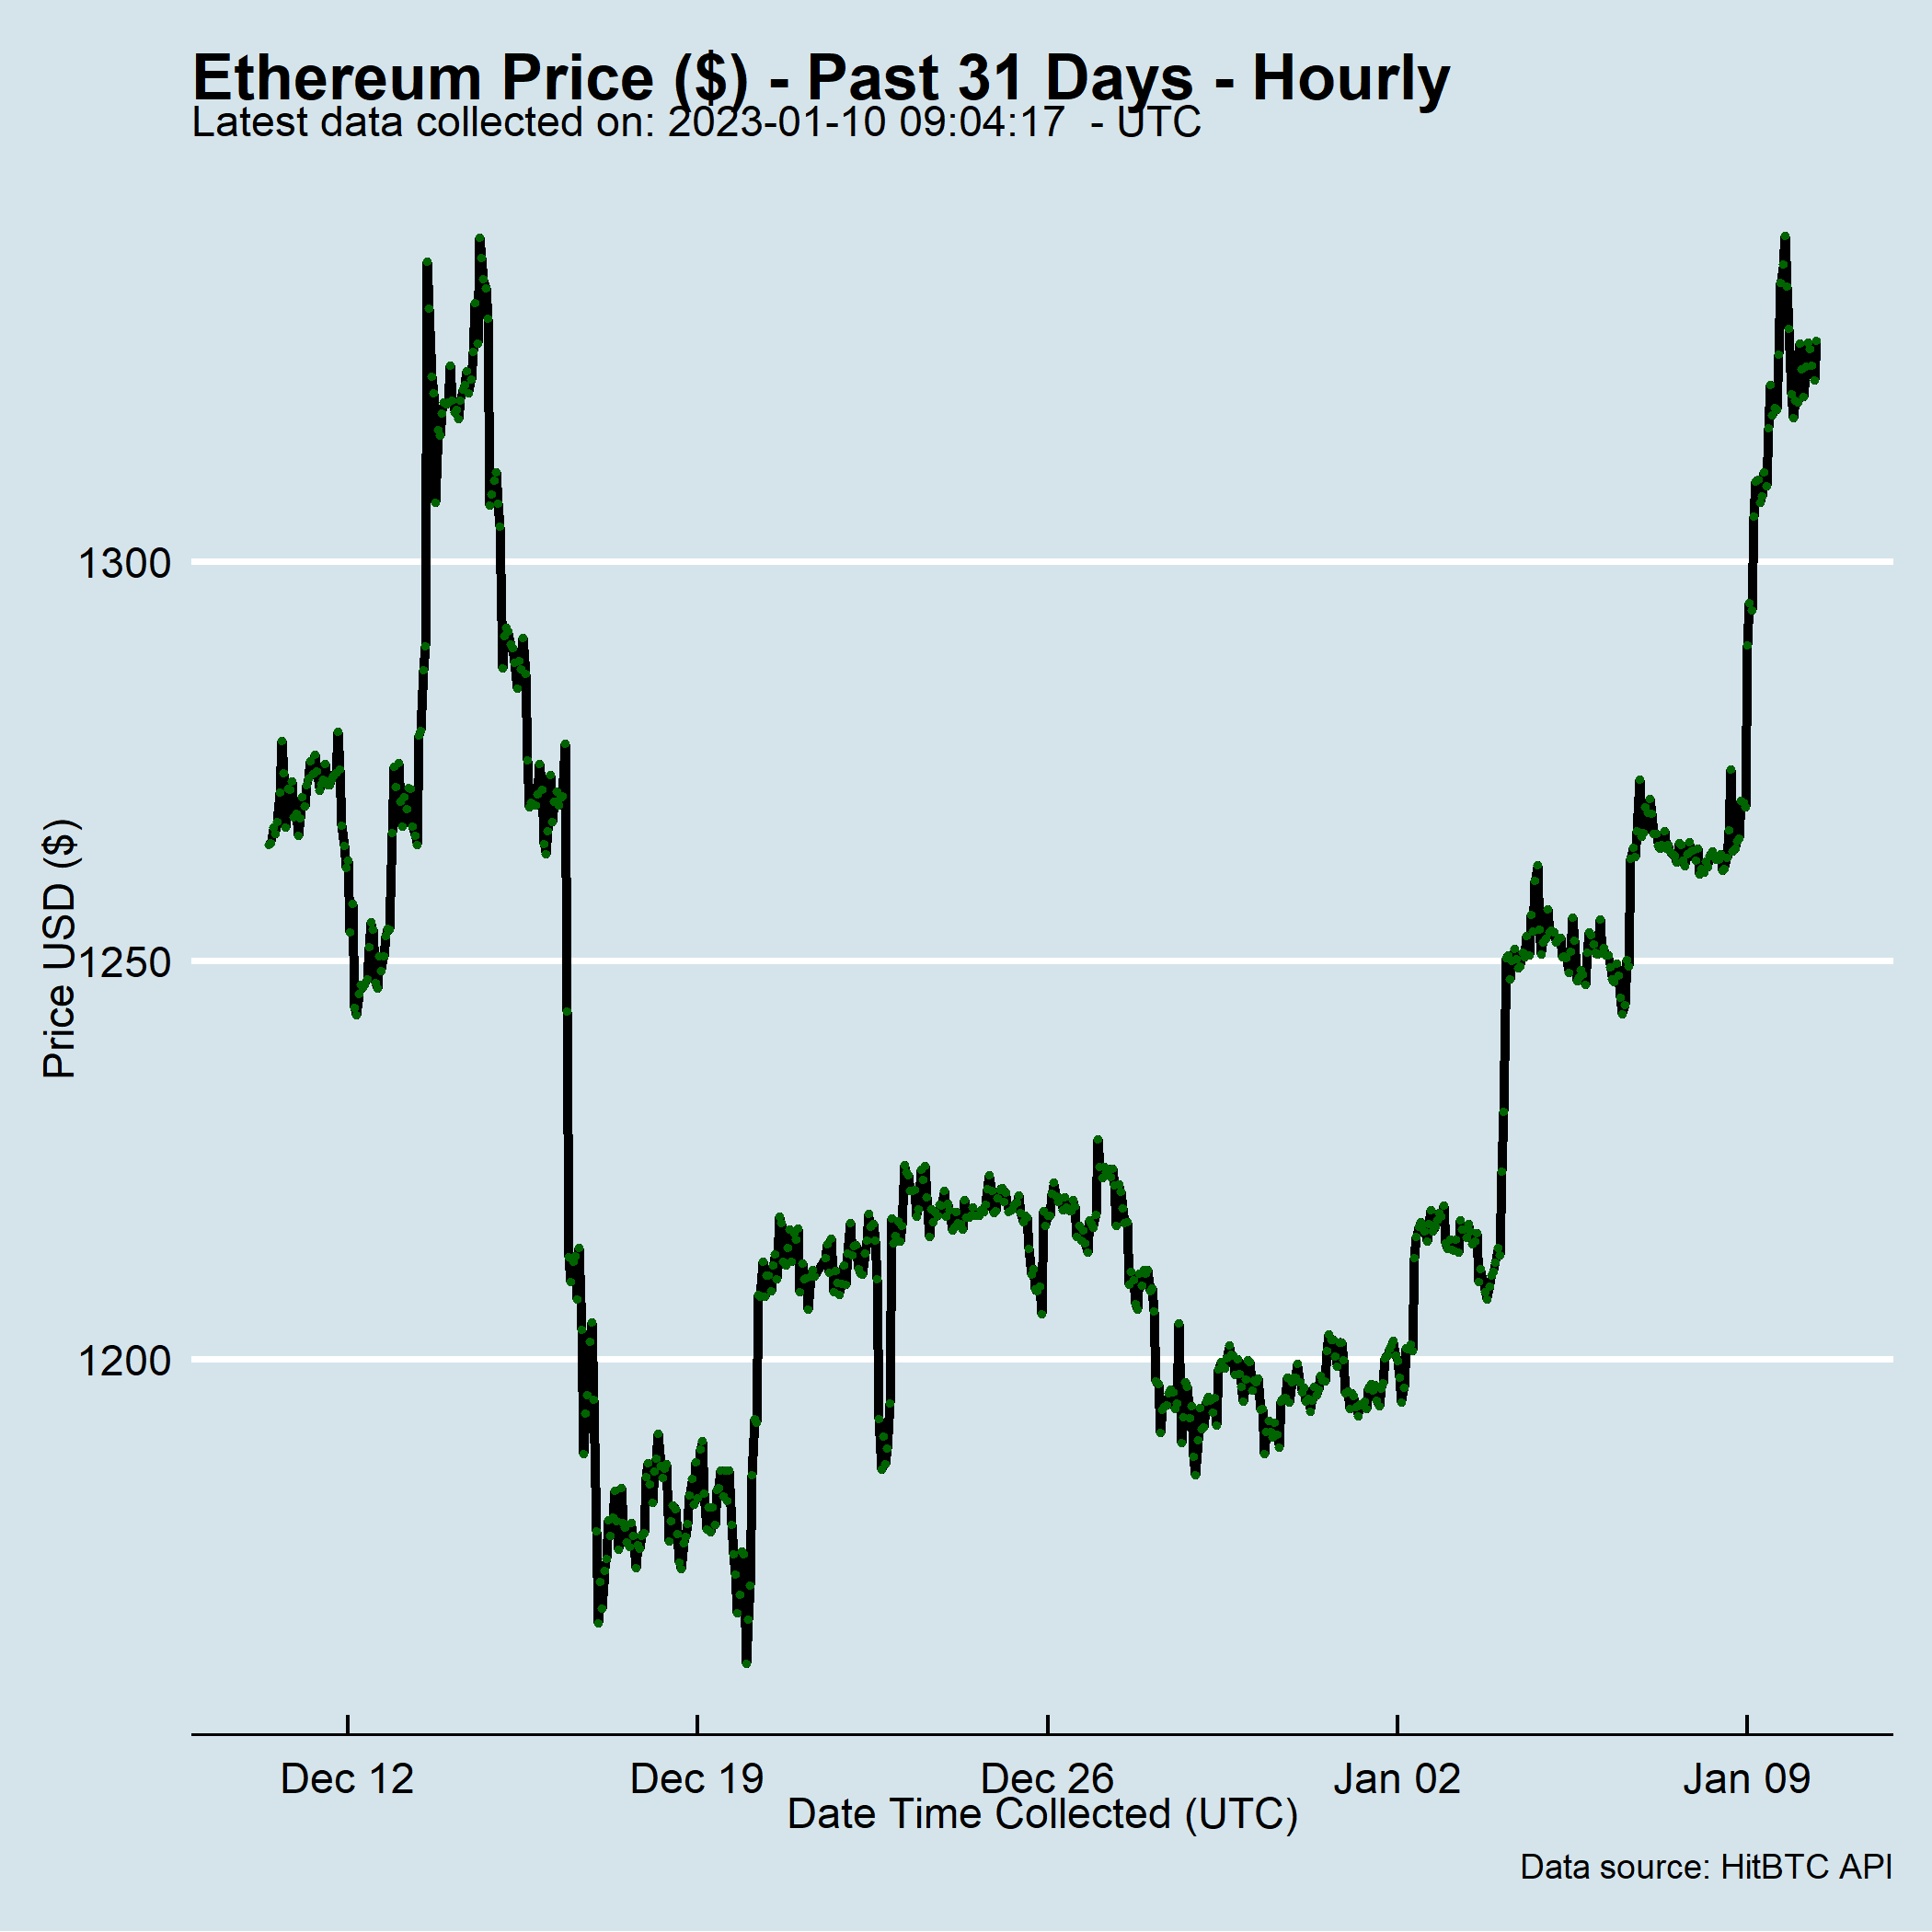 Ethereum Price ($) - Past 31 Days - Hourly
Latest data collected on: 2023-01-10 09:04:17  - UTC
Price USD ($)
1300
1250
1200
Dec 12
Dec 19
Dec 26
Jan 02
Jan 09
Date Time Collected (UTC)
Data source: HitBTC API